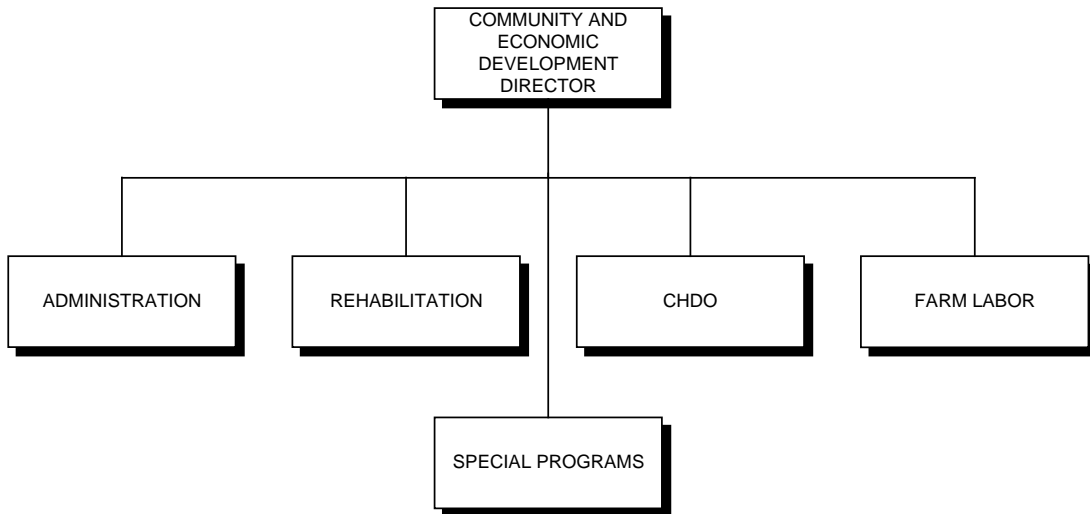 COMMUNITY AND
ECONOMIC
DEVELOPMENT
DIRECTOR
ADMINISTRATION
REHABILITATION
CHDO
FARM LABOR
SPECIAL PROGRAMS